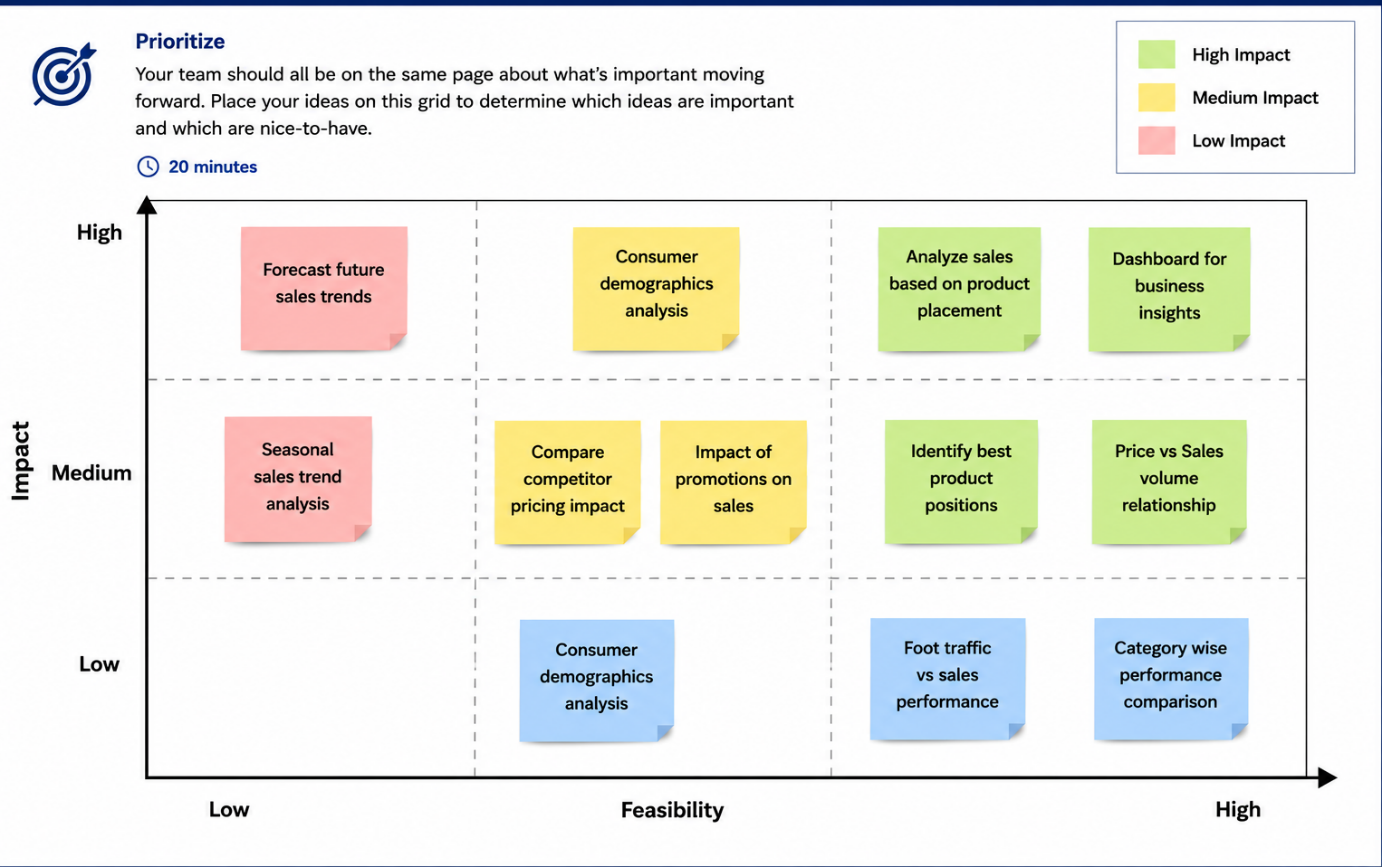 Prioritize
Your team should all be on the same page about what's important moving
forward. Place your ideas on this grid to determine which ideas are important
and which are nice-to-have.
20 minutes
High Impact
Medium Impact
Low Impact
High
Forecast future
sales trends
Consumer
demographics
analysis
Analyze sales
based on product
placement
Dashboard for
business
insights
Impact
Medium
Seasonal
sales trend
analysis
Compare
competitor
pricing impact
Impact of
promotions on
sales
Identify best
product
positions
Price vs Sales
volume
relationship
Low
Consumer
demographics
analysis
Foot traffic
vs sales
performance
Category wise
performance
comparison
Low
Feasibility
High